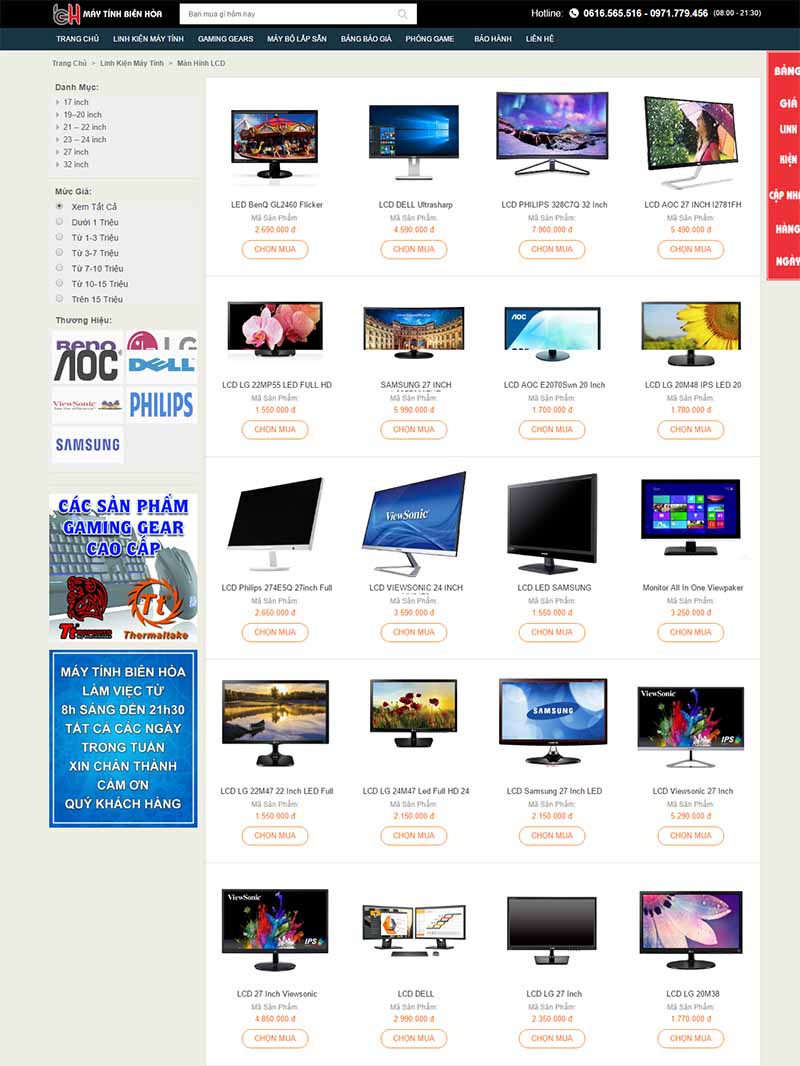 MÁY TÍNH BIÊN HÒA
Bạn mua gì hôm nay
Hotline: 0616.565.516 - 0971.779.456 (08:00 - 21:30)
TRANG CHỦ LINH KIỆN MÁY TÍNH GAMING GEARS MÁY BỘ LẮP SẴN BẢNG BÁO GIÁ PHÒNG GAME BẢO HÀNH LIÊN HỆ
Trang Chủ > Linh Kiện Máy Tính > Màn Hình LCD
Danh Mục:
17 inch
19–20 inch
21 – 22 inch
23 – 24 inch
27 inch
32 inch
Mức Giá:
Xem Tất Cả
Dưới 1 Triệu
Từ 1-3 Triệu
Từ 3-7 Triệu
Từ 7-10 Triệu
Từ 10-15 Triệu
Trên 15 Triệu
Thương Hiệu:
BenQ
LG
AOC
DELL
ViewSonic
PHILIPS
SAMSUNG
CÁC SẢN PHẨM
GAMING GEAR
CAO CẤP
Thermaltake
MÁY TÍNH BIÊN HÒA
LÀM VIỆC TỪ
8h SÁNG ĐẾN 21h30
TẤT CẢ CÁC NGÀY
TRONG TUẦN
XIN CHÂN THÀNH
CẢM ƠN
QUÝ KHÁCH HÀNG
LED BenQ GL2460 Flicker
Mã Sản Phẩm:
2.690.000 đ
CHỌN MUA
LCD DELL Ultrasharp
Mã Sản Phẩm:
4.590.000 đ
CHỌN MUA
LCD PHILIPS 328C7Q 32 Inch
Mã Sản Phẩm:
7.900.000 đ
CHỌN MUA
LCD AOC 27 INCH I2781FH
Mã Sản Phẩm:
5.490.000 đ
CHỌN MUA
LCD LG 22MP55 LED FULL HD
Mã Sản Phẩm:
1.550.000 đ
CHỌN MUA
SAMSUNG 27 INCH
Mã Sản Phẩm:
5.990.000 đ
CHỌN MUA
AOC
LCD AOC E2070Swn 20 Inch
Mã Sản Phẩm:
1.700.000 đ
CHỌN MUA
LCD LG 20M48 IPS LED 20
Mã Sản Phẩm:
1.780.000 đ
CHỌN MUA
LCD Philips 274E5Q 27inch Full
Mã Sản Phẩm:
2.650.000 đ
CHỌN MUA
ViewSonic
LCD VIEWSONIC 24 INCH
Mã Sản Phẩm:
3.590.000 đ
CHỌN MUA
LCD LED SAMSUNG
Mã Sản Phẩm:
1.550.000 đ
CHỌN MUA
Monitor All In One Viewpaker
Mã Sản Phẩm:
3.250.000 đ
CHỌN MUA
LCD LG 22M47 22 Inch LED Full
Mã Sản Phẩm:
1.550.000 đ
CHỌN MUA
LCD LG 24M47 Led Full HD 24
Mã Sản Phẩm:
2.150.000 đ
CHỌN MUA
SAMSUNG
LCD Samsung 27 Inch LED
Mã Sản Phẩm:
2.150.000 đ
CHỌN MUA
ViewSonic
IPS
LCD Viewsonic 27 Inch
Mã Sản Phẩm:
5.290.000 đ
CHỌN MUA
ViewSonic
IPS
LCD 27 Inch Viewsonic
Mã Sản Phẩm:
4.850.000 đ
CHỌN MUA
LCD DELL
Mã Sản Phẩm:
2.990.000 đ
CHỌN MUA
LCD LG 27 Inch
Mã Sản Phẩm:
2.350.000 đ
CHỌN MUA
LCD LG 20M38
Mã Sản Phẩm:
1.770.000 đ
CHỌN MUA
BẢNG
GIÁ
LINH
KIỆN
CẬP NHẬ
HÀNG
NGÀY